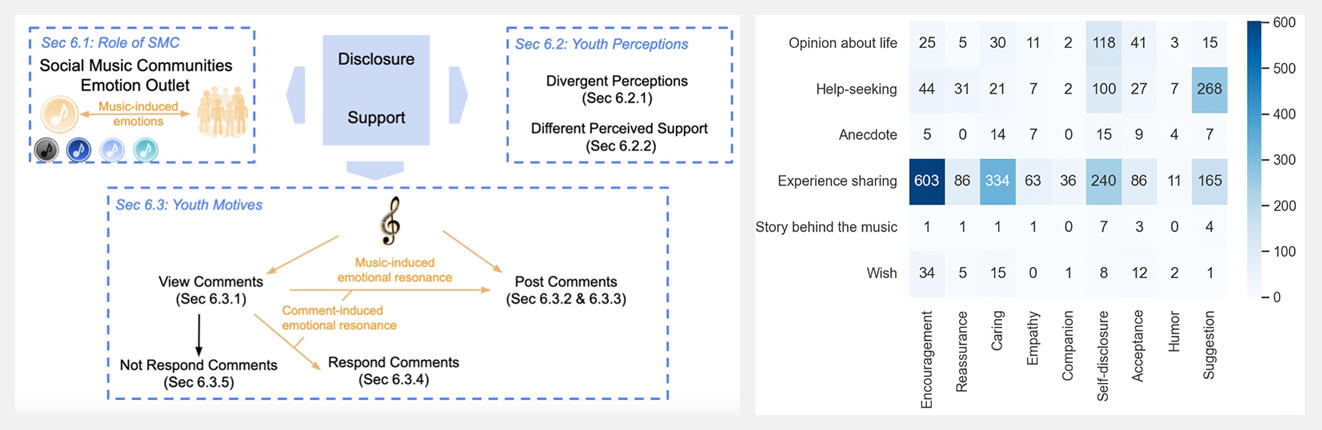 Sec 6.1: Role of SMC
Social Music Communities
Emotion Outlet
Music-induced
emotions
Disclosure
Support
Sec 6.2: Youth Perceptions
Divergent Perceptions
(Sec 6.2.1)
Different Perceived Support
(Sec 6.2.2)
Sec 6.3: Youth Motives
Music-induced
emotional resonance
View Comments
(Sec 6.3.1)
Post Comments
(Sec 6.3.2 & 6.3.3)
Comment-induced
emotional resonance
Not Respond Comments
(Sec 6.3.5)
Respond Comments
(Sec 6.3.4)
Opinion about life 25 5 30 11 2 118 41 3 15
Help-seeking 44 31 21 7 2 100 27 7 268
Anecdote 5 0 14 7 0 15 9 4 7
Experience sharing 603 86 334 63 36 240 86 11 165
Story behind the music 1 1 1 1 0 7 3 0 4
Wish 34 5 15 0 1 8 12 2 1
Encouragement
Reassurance
Caring
Empathy
Companion
Self-disclosure
Acceptance
Humor
Suggestion
600
500
400
300
200
100
0